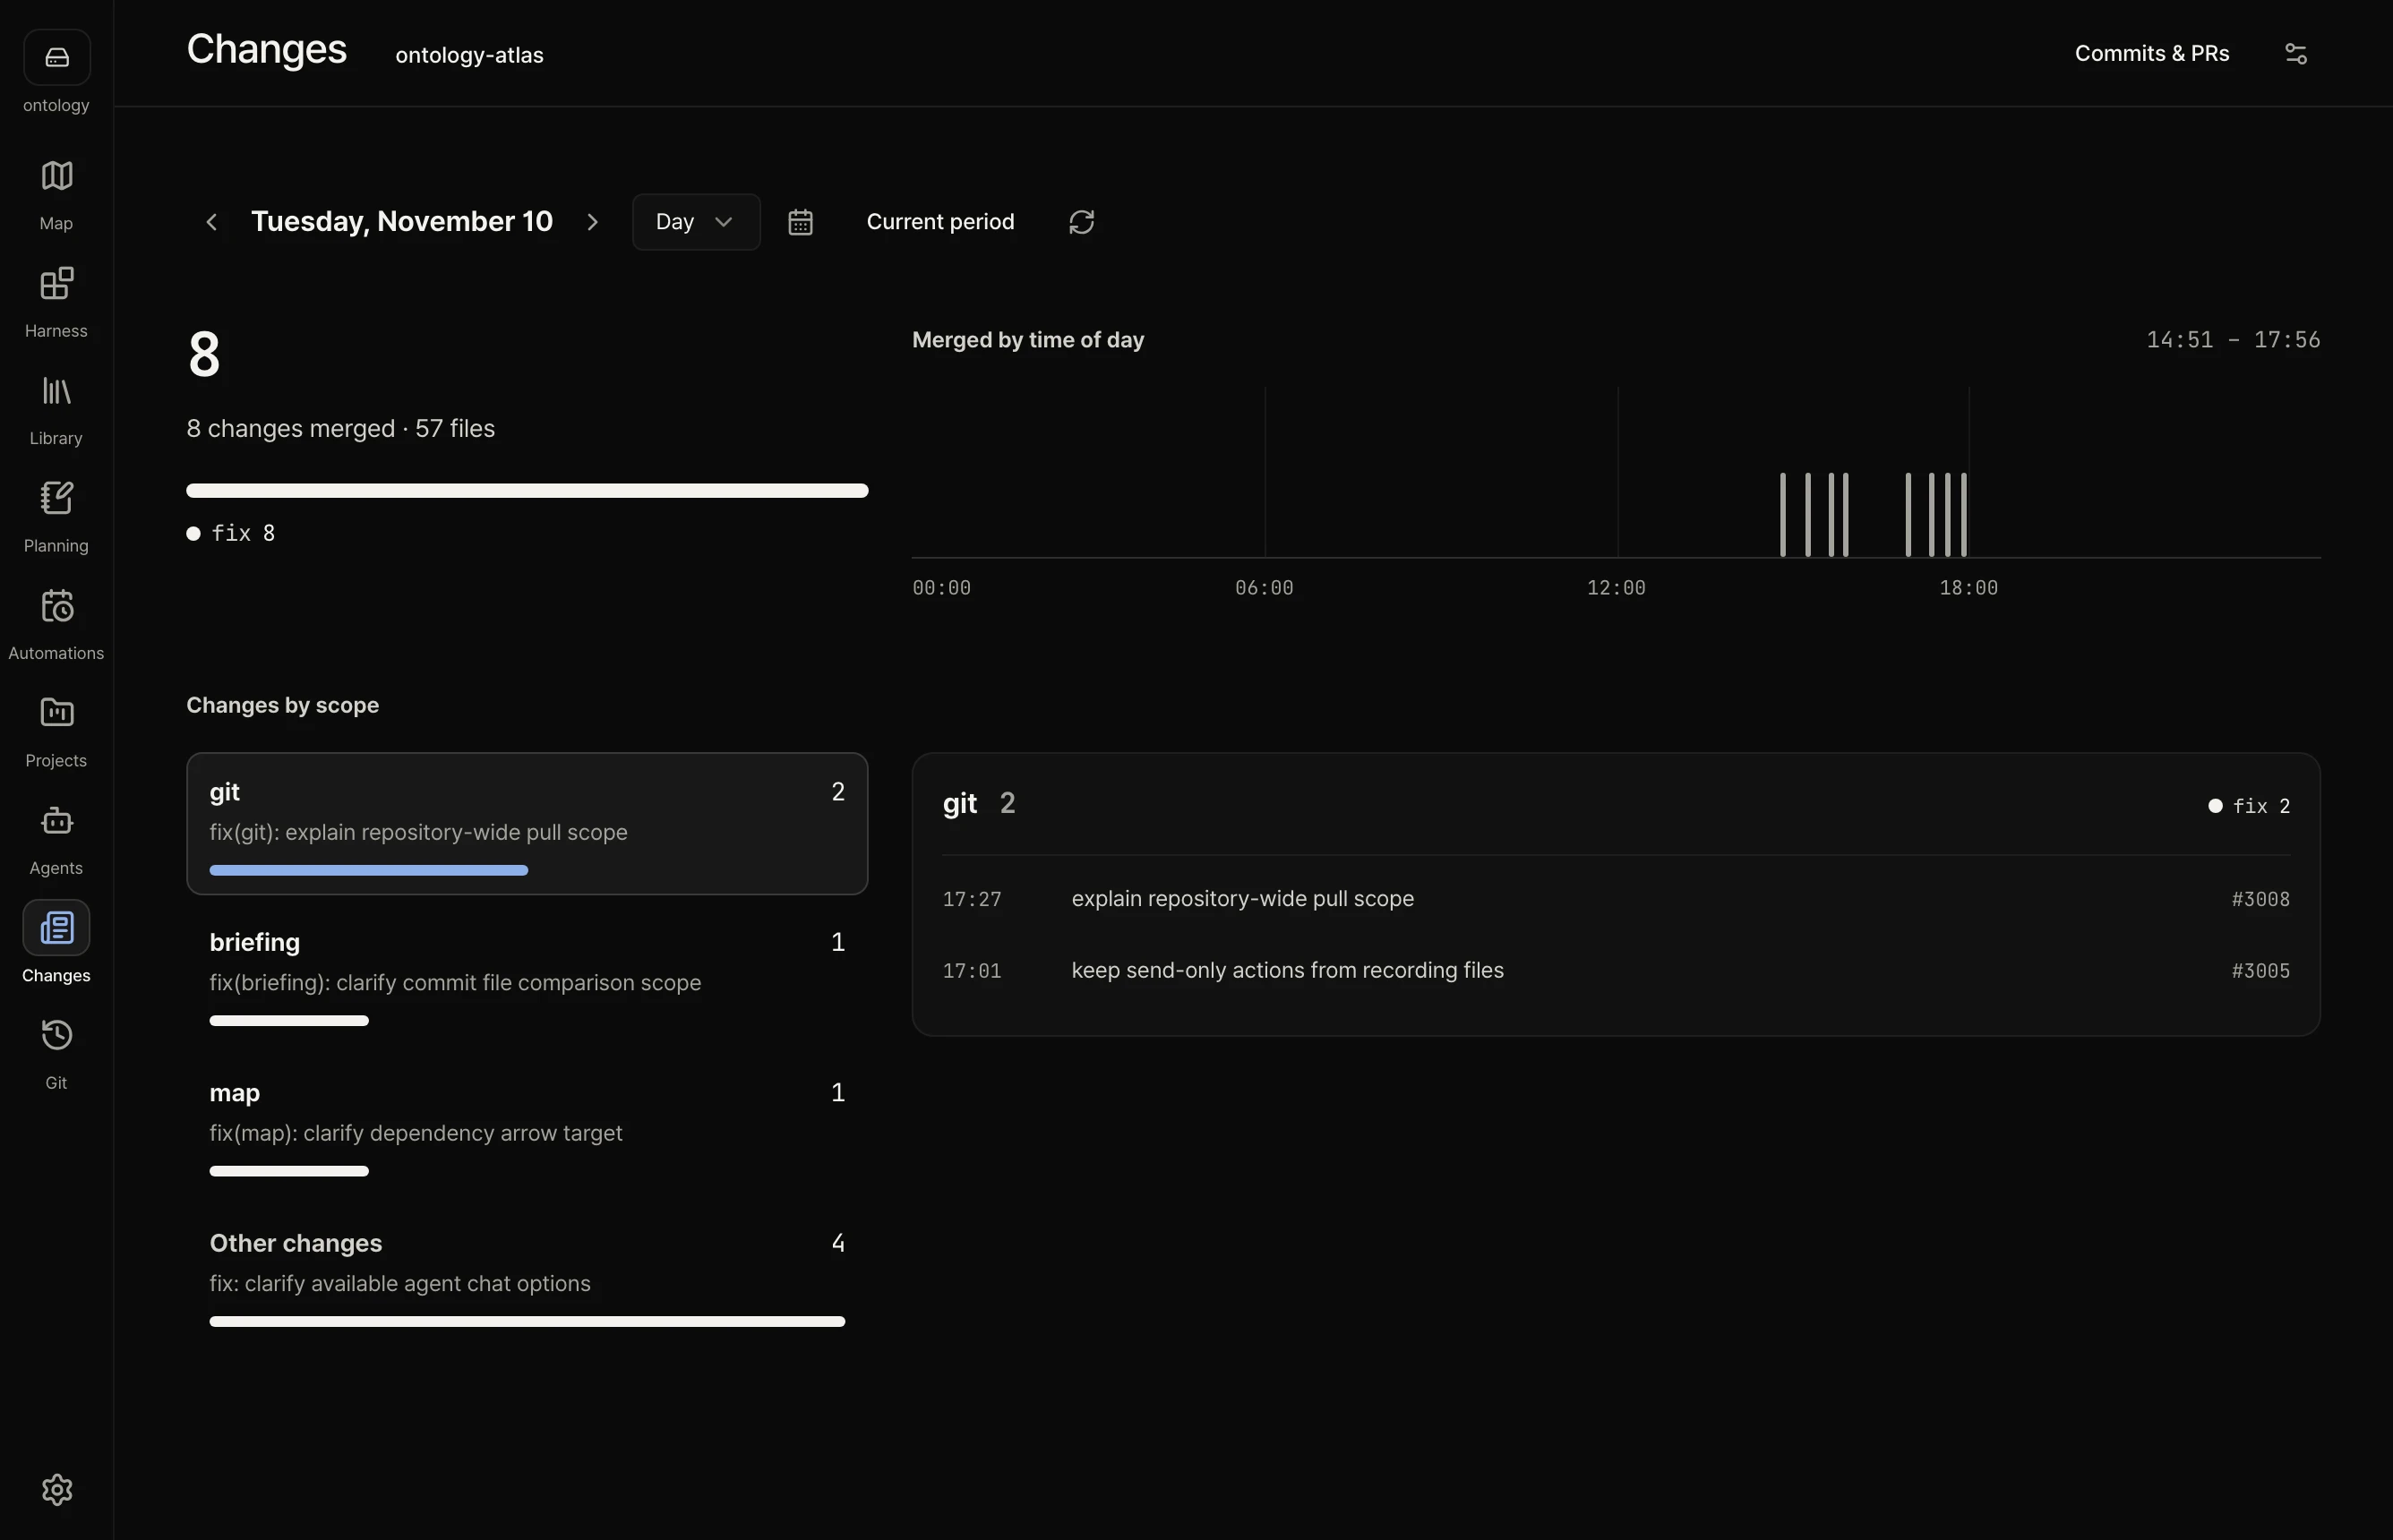 ontology
Map
Harness
Library
Planning
Automations
Projects
Agents
Changes
Git
Changes
ontology-atlas
Commits & PRs
Tuesday, November 10
Day
Current period
8
8 changes merged · 57 files
fix 8
Merged by time of day
14:51 – 17:56
00:00
06:00
12:00
18:00
Changes by scope
git 2
fix(git): explain repository-wide pull scope
briefing 1
fix(briefing): clarify commit file comparison scope
map 1
fix(map): clarify dependency arrow target
Other changes 4
fix: clarify available agent chat options
git 2
fix 2
17:27 explain repository-wide pull scope #3008
17:01 keep send-only actions from recording files #3005